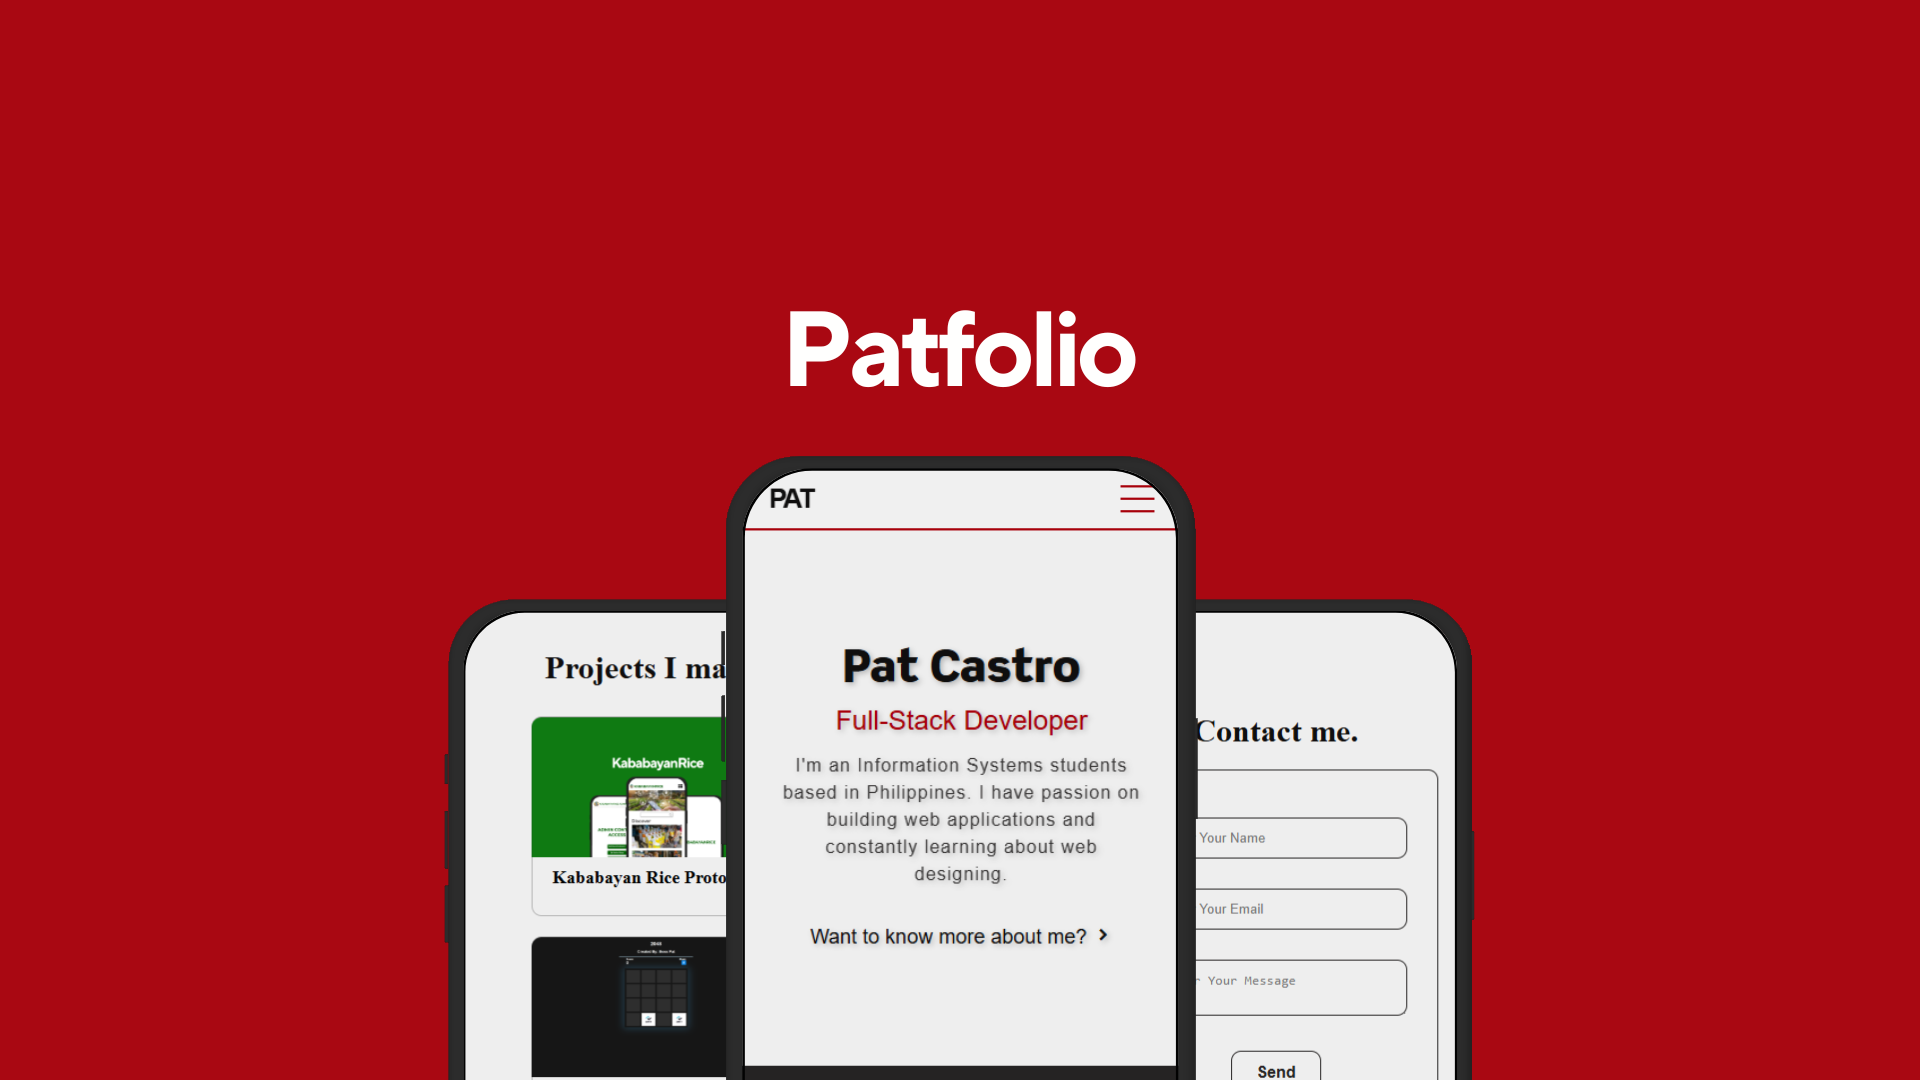 Patfolio
PAT
Pat Castro
Full-Stack Developer
I'm an Information Systems students
based in Philippines. I have passion on
building web applications and
constantly learning about web
designing.
Want to know more about me?
Projects I ma
KababayanRice
Kababayan Rice Proto
2048
Contact me.
Your Name
Your Email
Your Message
Send